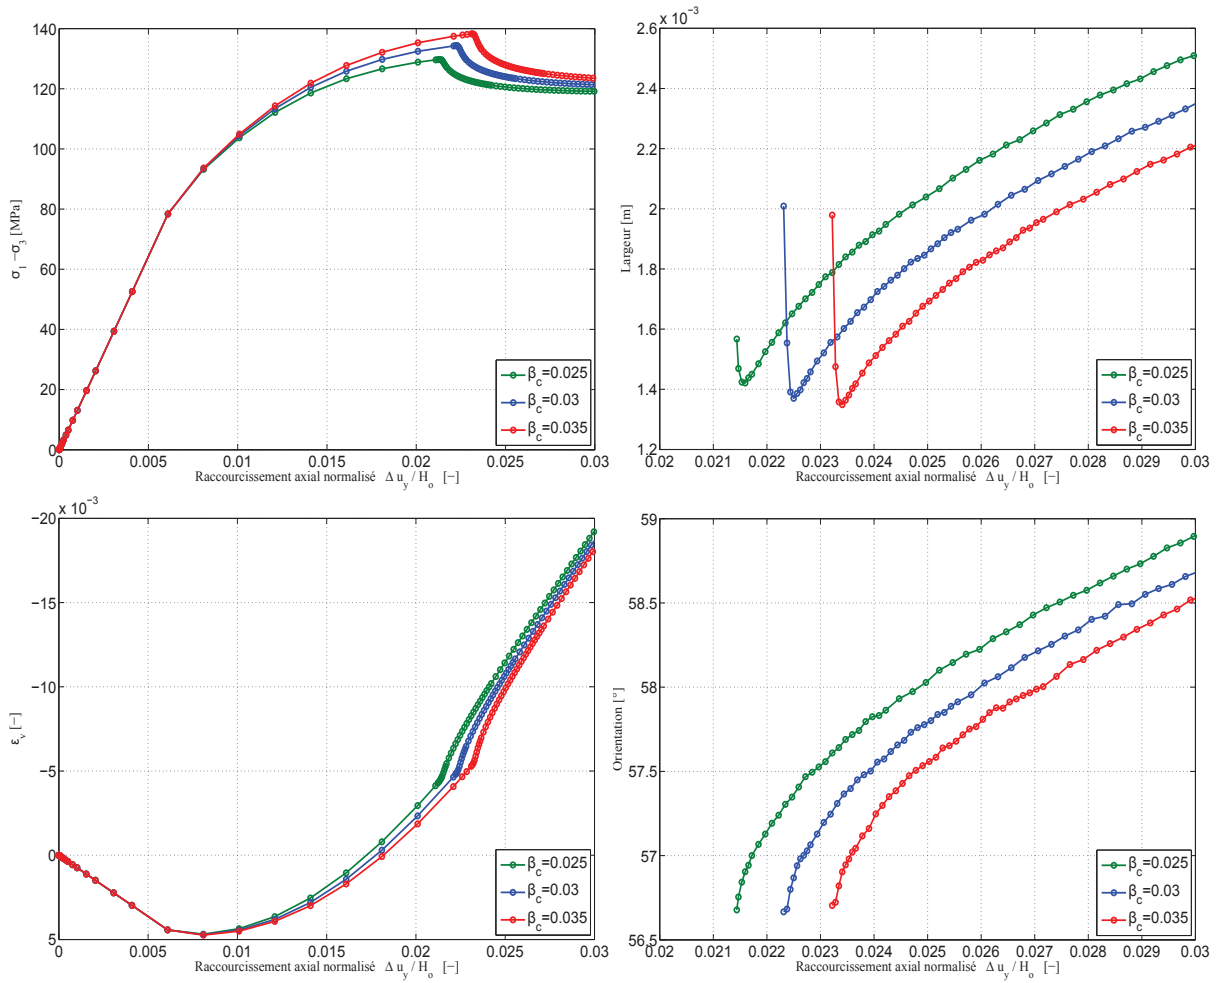 140
120
100
80
60
40
20
0
σ1 −σ3 [MPa]
0 0.005 0.01 0.015 0.02 0.025 0.03
Raccourcissement axial normalisé Δ uy / Ho [−]
βc=0.025
βc=0.03
βc=0.035
x 10−3
2.6
2.4
2.2
2
1.8
1.6
1.4
1.2
Largeur [m]
0.02 0.021 0.022 0.023 0.024 0.025 0.026 0.027 0.028 0.029 0.03
Raccourcissement axial normalisé Δ uy / Ho [−]
βc=0.025
βc=0.03
βc=0.035
x 10−3
−20
−15
−10
−5
0
5
εv [−]
0 0.005 0.01 0.015 0.02 0.025 0.03
Raccourcissement axial normalisé Δ uy / Ho [−]
βc=0.025
βc=0.03
βc=0.035
59
58.5
58
57.5
57
56.5
Orientation [°]
0.02 0.021 0.022 0.023 0.024 0.025 0.026 0.027 0.028 0.029 0.03
Raccourcissement axial normalisé Δ uy / Ho [−]
βc=0.025
βc=0.03
βc=0.035